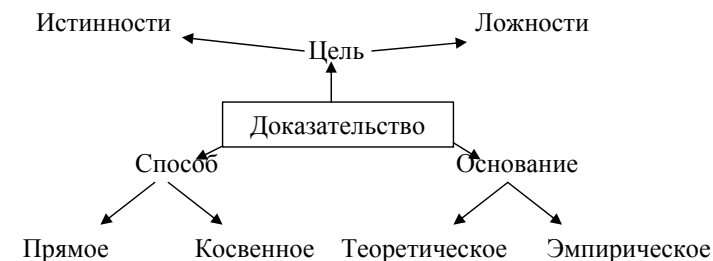 Истинности Ложности
Цель
Доказательство
Способ Основание
Прямое Косвенное Теоретическое Эмпирическое